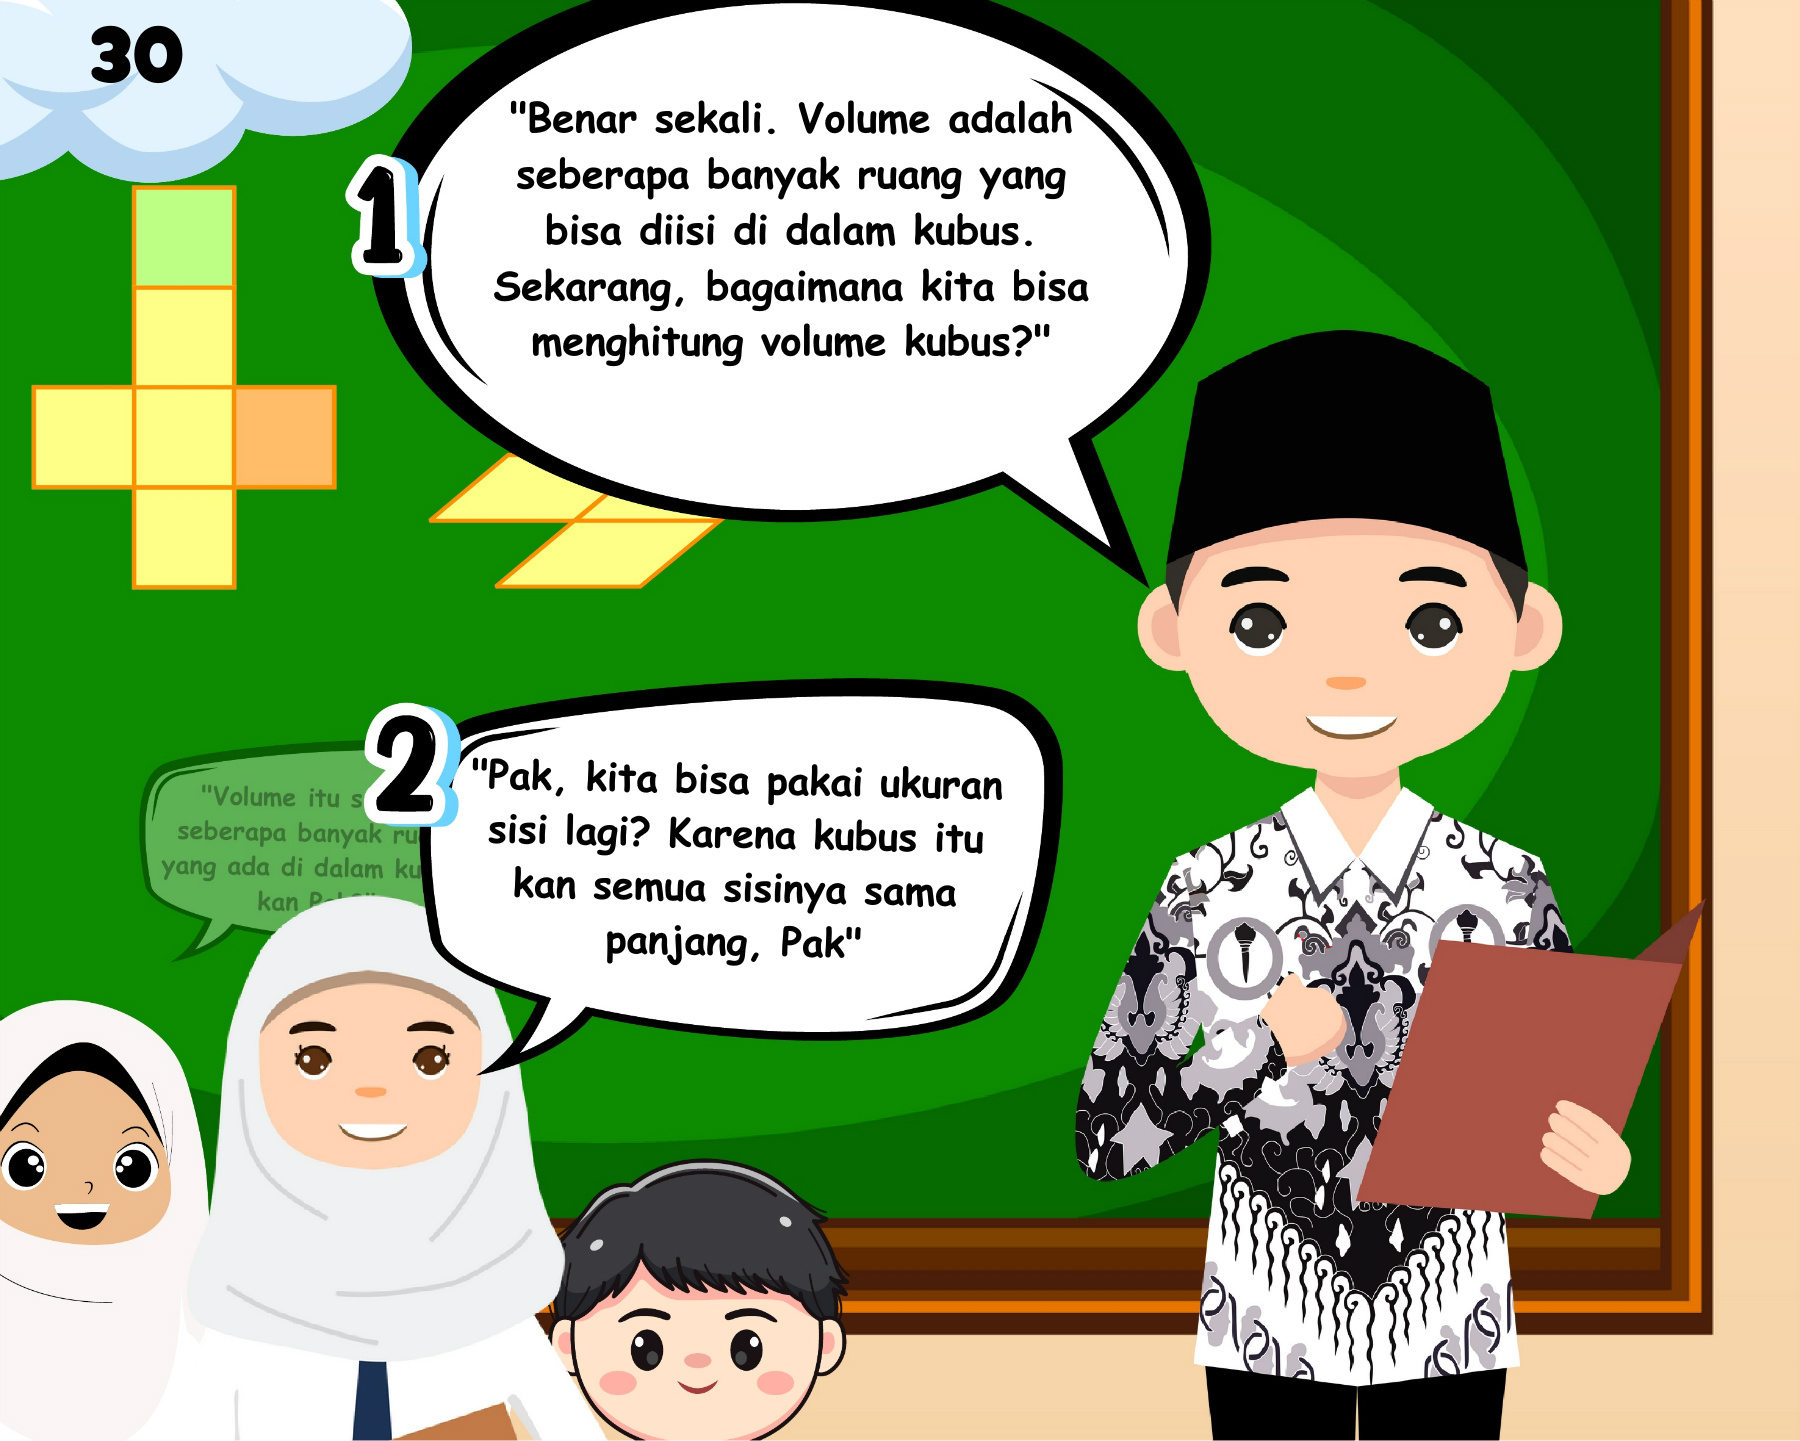 30
1
"Benar sekali. Volume adalah
seberapa banyak ruang yang
bisa diisi di dalam kubus.
Sekarang, bagaimana kita bisa
menghitung volume kubus?"
2
"Pak, kita bisa pakai ukuran
sisi lagi? Karena kubus itu
kan semua sisinya sama
panjang, Pak"
"Volume itu
seberapa banyak
yang ada di dalam
kan